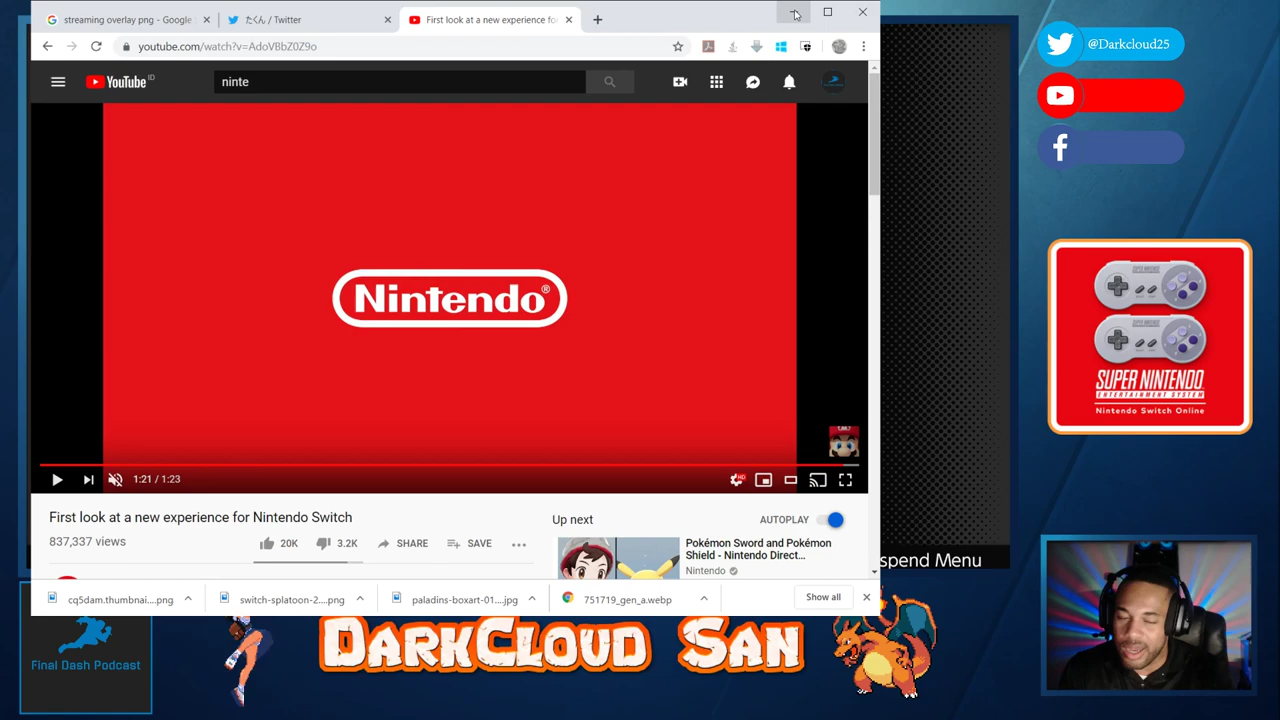 streaming overlay png - Google
たくん / Twitter
First look at a new experience fo
youtube.com/watch?v=AdoVBbZ0Z9o
YouTube ID
ninte
Nintendo®
1:21 / 1:23
HD
First look at a new experience for Nintendo Switch
837,337 views
20K
3.2K
SHARE
SAVE
Up next
AUTOPLAY
Pokémon Sword and Pokémon
Shield - Nintendo Direct...
Nintendo
cq5dam.thumbnai....png
switch-splatoon-2....png
paladins-boxart-01....jpg
751719_gen_a.webp
Show all
@Darkcloud25
SUPER NINTENDO
ENTERTAINMENT SYSTEM
Nintendo Switch Online
spend Menu
Final Dash Podcast
DARKCLOUD SAN